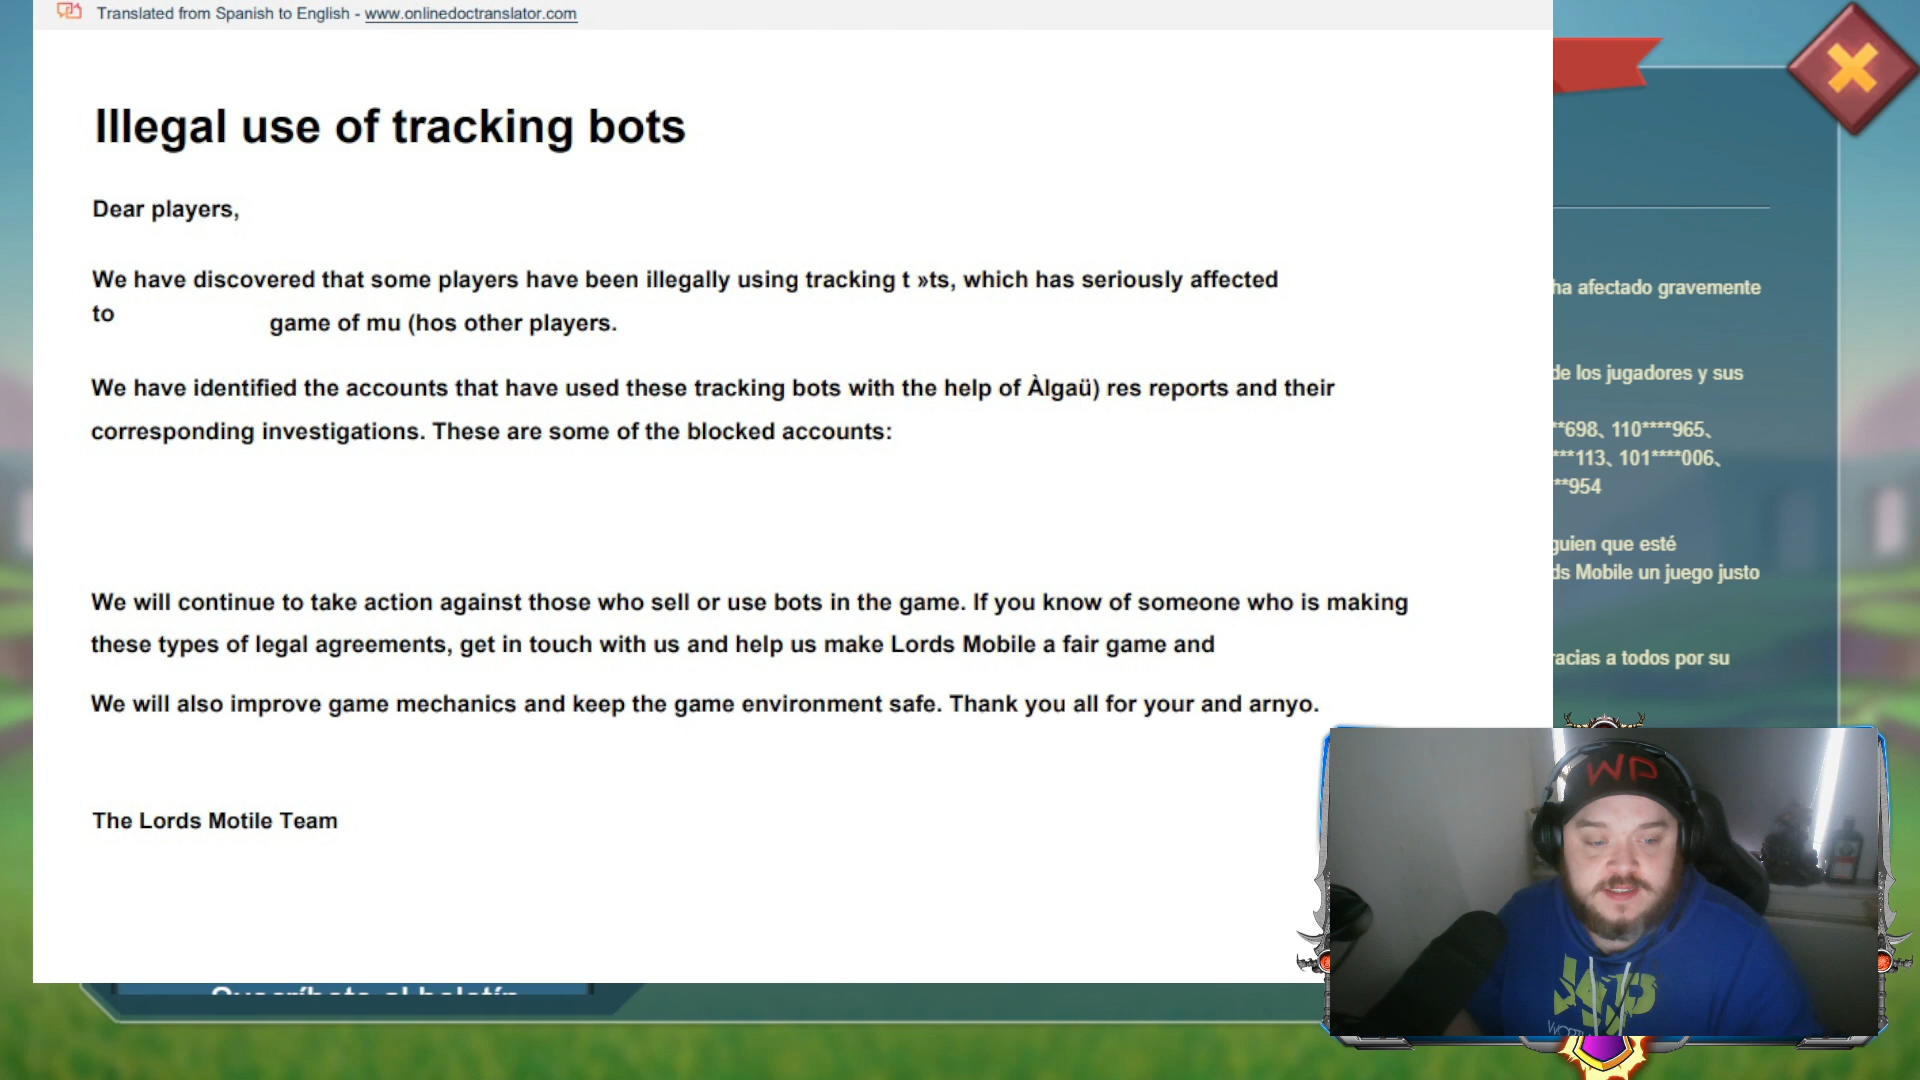 Translated from Spanish to English - www.onlinedoctranslator.com
Illegal use of tracking bots
Dear players,
We have discovered that some players have been illegally using tracking t »ts, which has seriously affected
to
game of mu (hos other players.
We have identified the accounts that have used these tracking bots with the help of Àlgaü) res reports and their
corresponding investigations. These are some of the blocked accounts:
We will continue to take action against those who sell or use bots in the game. If you know of someone who is making
these types of legal agreements, get in touch with us and help us make Lords Mobile a fair game and
We will also improve game mechanics and keep the game environment safe. Thank you all for your and arnyo.
The Lords Motile Team
ha afectado gravemente
de los jugadores y sus
**698、110****965、
***113、101****006、
**954
guien que esté
ds Mobile un juego justo
racias a todos por su
Suscríbete al boletín
WP